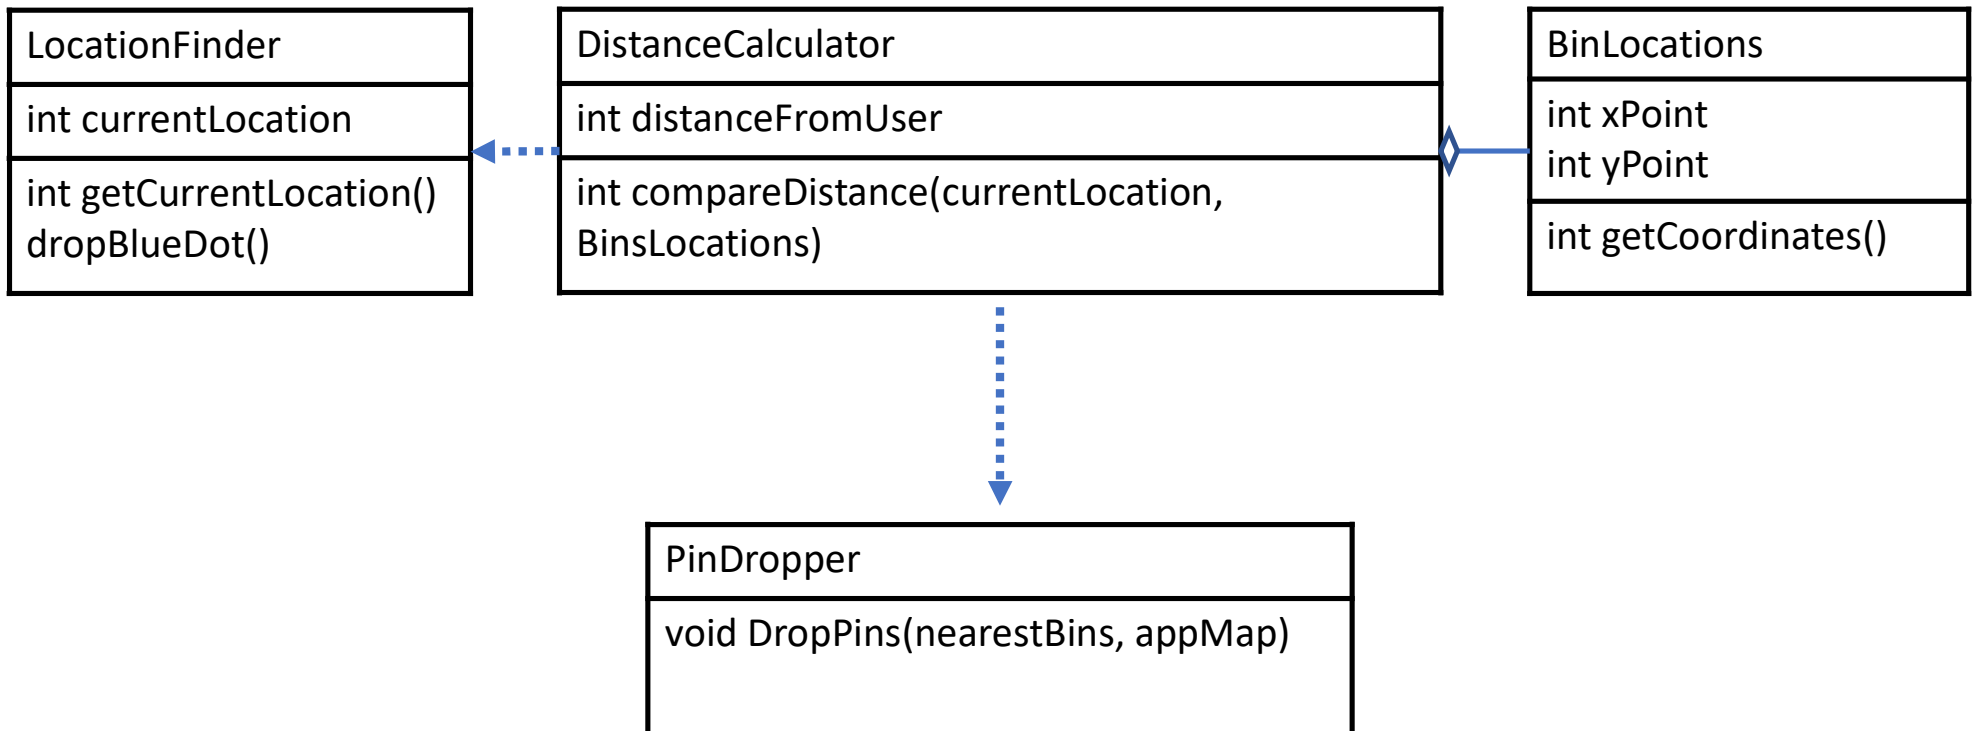 LocationFinder
int currentLocation
int getCurrentLocation()
dropBlueDot()
DistanceCalculator
int distanceFromUser
int compareDistance(currentLocation,
BinsLocations)
BinLocations
int xPoint
int yPoint
int getCoordinates()
PinDropper
void DropPins(nearestBins, appMap)